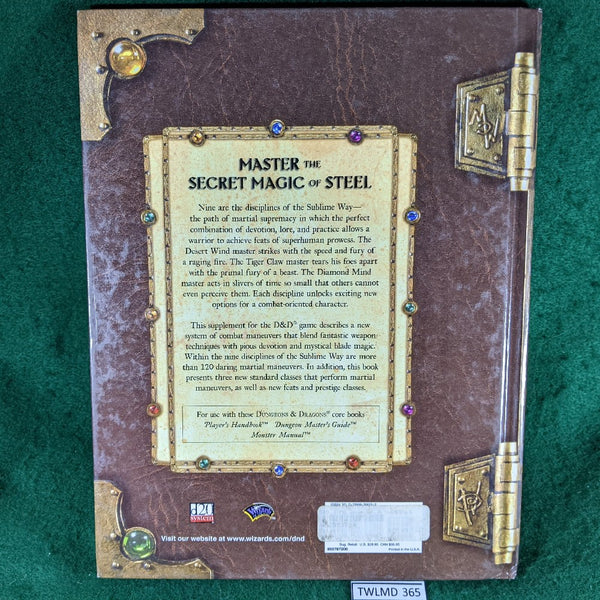 MASTER THE
SECRET MAGIC OF STEEL
Nine are the disciplines of the Sublime Way—
the path of martial supremacy in which the perfect
combination of devotion, lore, and practice allows a
warrior to achieve feats of superhuman prowess. The
Desert Wind master strikes with the speed and fury of
a raging fire. The Tiger Claw master tears his foes apart
with the primal fury of a beast. The Diamond Mind
master acts in slivers of time so small that others cannot
even perceive them. Each discipline unlocks exciting new
options for a combat-oriented character.
This supplement for the D&D® game describes a new
system of combat maneuvers that blend fantastic weapon
techniques with pious devotion and mystical blade magic.
Within the nine disciplines of the Sublime Way are more
than 120 daring martial maneuvers. In addition, this book
presents three new standard classes that perform martial
maneuvers, as well as new feats and prestige classes.
For use with these DUNGEONS & DRAGONS® core books
Player's Handbook™ Dungeon Master's Guide™
Monster Manual™
d20
SYSTEM
Wizards
Visit our website at www.wizards.com/dnd
Sug. Retail: U.S.
Printed in the U.S.A.
TWLMD 365